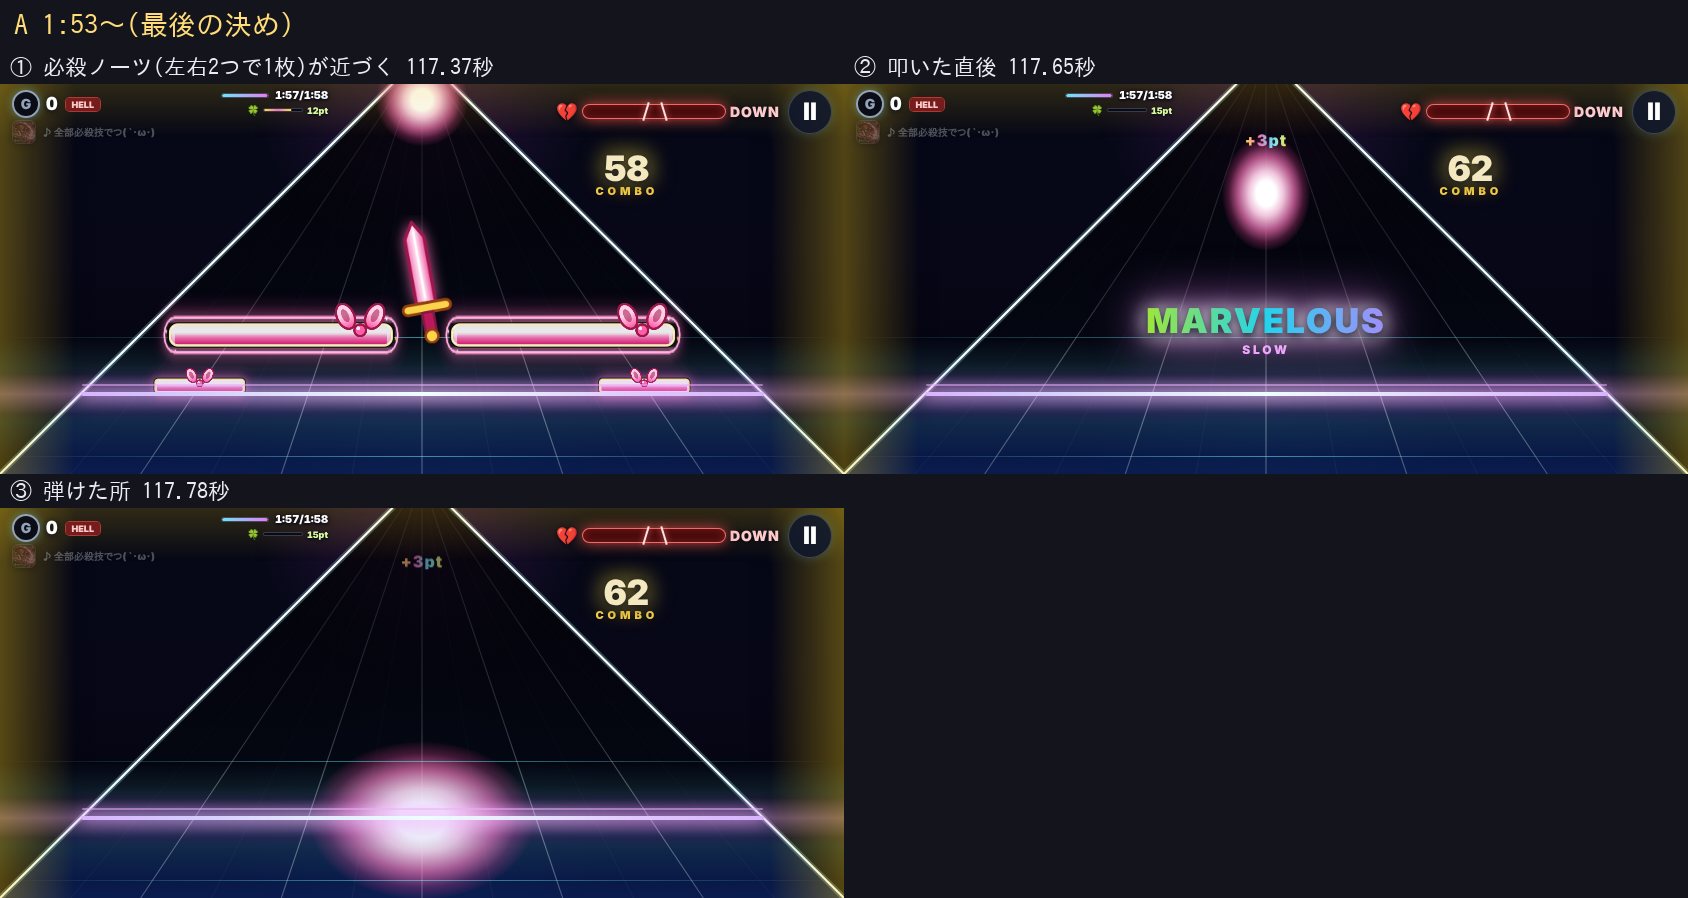 A 1:53～(最後の決め)
① 必殺ノーツ(左右2つで1枚)が近づく 117.37秒
G 0 HELL
1:57/1:58
12pt
DOWN
♪ 全部必殺技でつ(`･ω･)
58
COMBO
② 叩いた直後 117.65秒
G 0 HELL
1:57/1:58
15pt
DOWN
♪ 全部必殺技でつ(`･ω･)
+3pt
62
COMBO
MARVELOUS
SLOW
③ 弾けた所 117.78秒
G 0 HELL
1:57/1:58
15pt
DOWN
♪ 全部必殺技でつ(`･ω･)
+3pt
62
COMBO